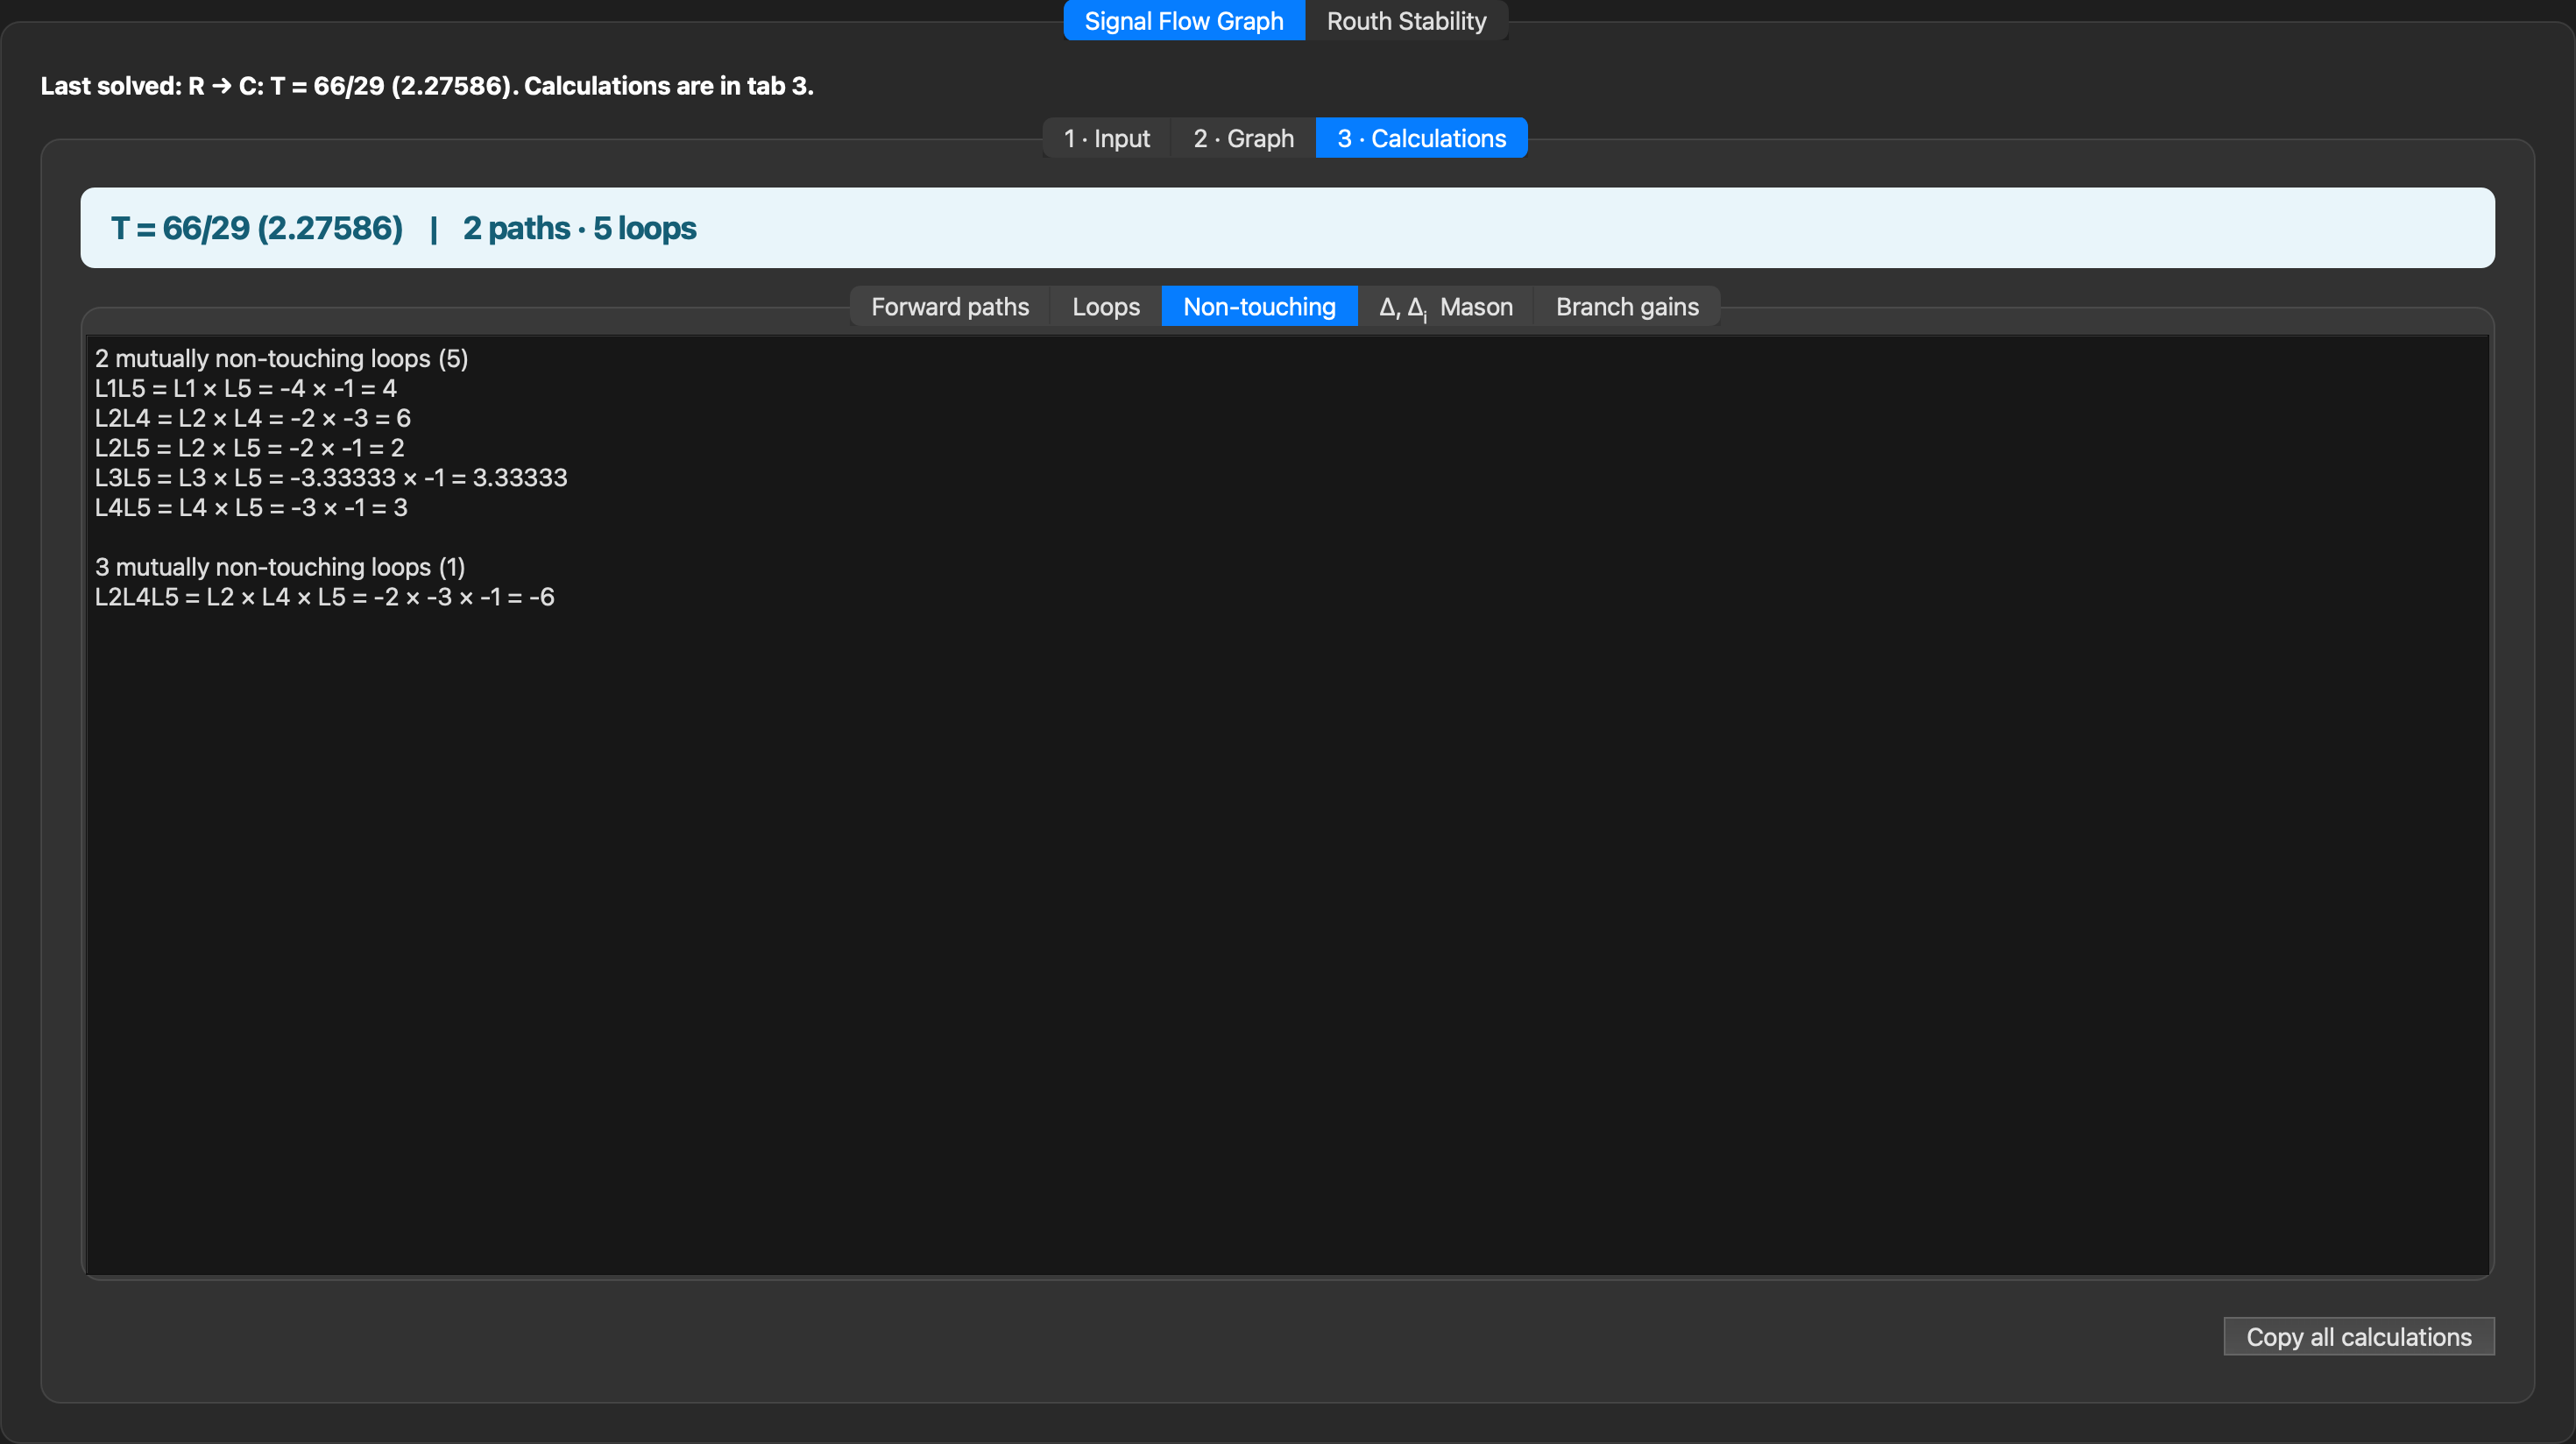 Signal Flow Graph Routh Stability
Last solved: R → C: T = 66/29 (2.27586). Calculations are in tab 3.
1 · Input 2 · Graph 3 · Calculations
T = 66/29 (2.27586) | 2 paths · 5 loops
Forward paths Loops Non-touching Δ, Δᵢ Mason Branch gains
2 mutually non-touching loops (5)
L1L5 = L1 × L5 = -4 × -1 = 4
L2L4 = L2 × L4 = -2 × -3 = 6
L2L5 = L2 × L5 = -2 × -1 = 2
L3L5 = L3 × L5 = -3.33333 × -1 = 3.33333
L4L5 = L4 × L5 = -3 × -1 = 3
3 mutually non-touching loops (1)
L2L4L5 = L2 × L4 × L5 = -2 × -3 × -1 = -6
Copy all calculations